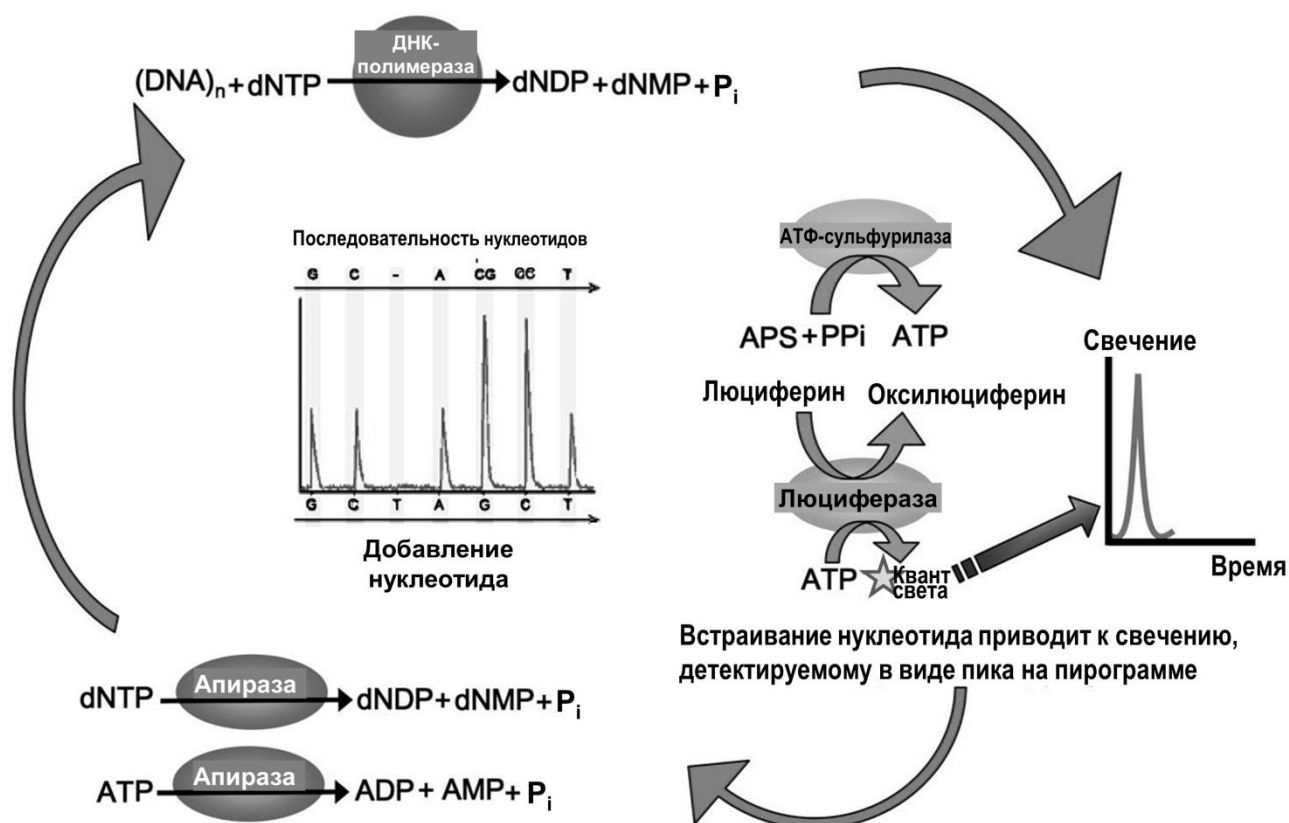 ДНК-
полимераза
(DNA)n+dNTP dNDP+dNMP+Pi
Последовательность нуклеотидов
G C - A CG GC T
G C T A G C T
Добавление
нуклеотида
АТФ-сульфурилаза
APS+PPi ATP
Люциферин Оксилюциферин
Люцифераза
ATP Квант
света
Свечение
Время
Встраивание нуклеотида приводит к свечению,
детектируемому в виде пика на пирограмме
dNTP Апираза dNDP+dNMP+Pi
ATP Апираза ADP+AMP+Pi